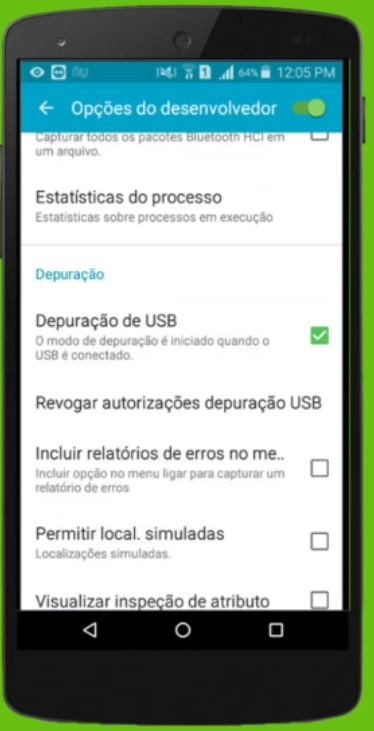 64% 12:05 PM
Opções do desenvolvedor
Capturar todos os pacotes Bluetooth HCI em
um arquivo.
Estatísticas do processo
Estatísticas sobre processos em execução
Depuração
Depuração de USB
O modo de depuração é iniciado quando o
USB é conectado.
Revogar autorizações depuração USB
Incluir relatórios de erros no me..
Incluir opção no menu ligar para capturar um
relatório de erros
Permitir local. simuladas
Localizações simuladas.
Visualizar inspeção de atributo